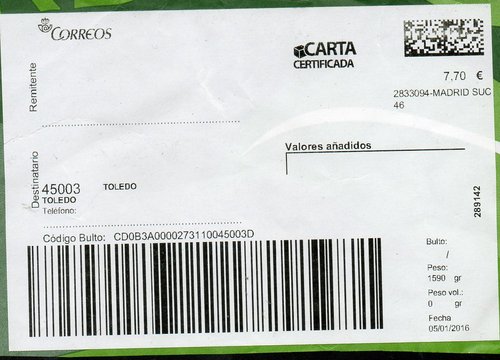 CORREOS
CARTA
CERTIFICADA
7,70 €
2833094-MADRID SUC
46
Remitente
Valores añadidos
Destinatario
45003 TOLEDO
TOLEDO
Teléfono:
289142
Código Bulto: CD0B3A0000273110045003D
Bulto:
/
Peso:
1590 gr
Peso vol.:
0 gr
Fecha
05/01/2016